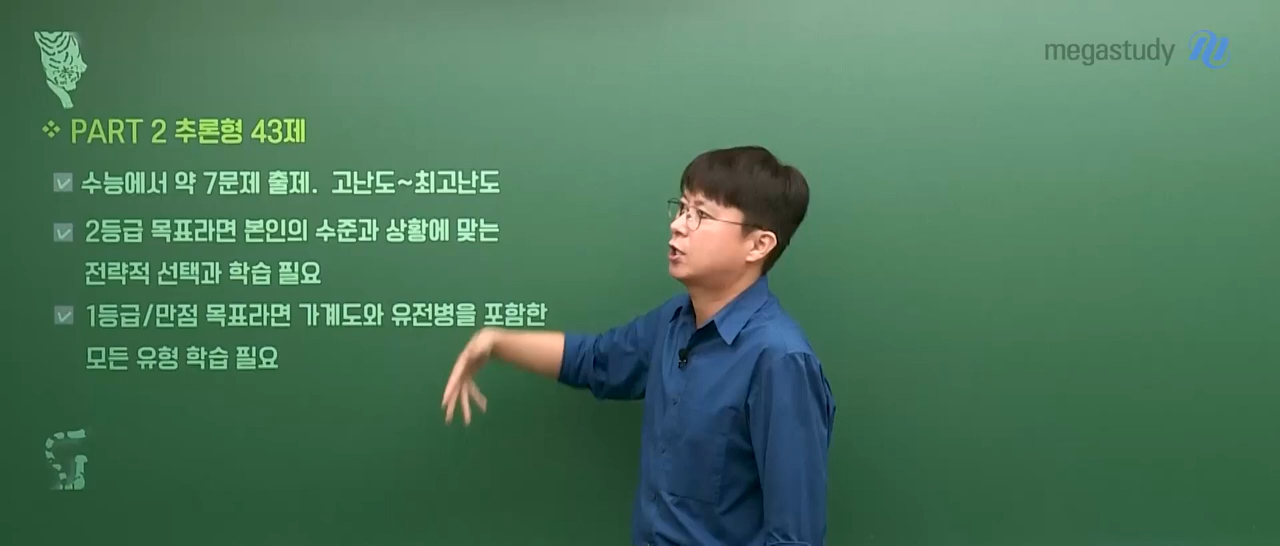 megastudy
PART 2 추론형 43제
수능에서 약 7문제 출제. 고난도~최고난도
2등급 목표라면 본인의 수준과 상황에 맞는
전략적 선택과 학습 필요
1등급/만점 목표라면 가계도와 유전병을 포함한
모든 유형 학습 필요